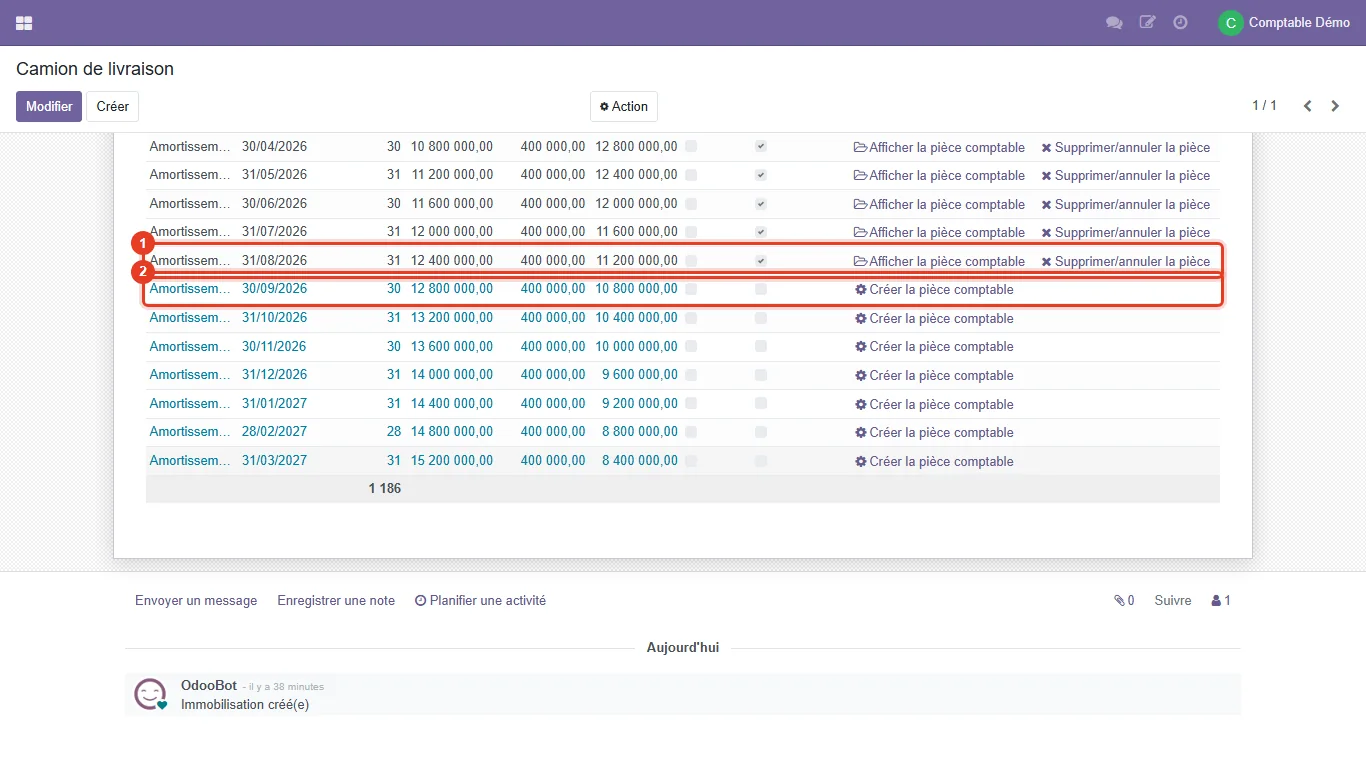 C Comptable Démo
Camion de livraison
Modifier Créer Action 1 / 1
Amortissem... 30/04/2026 30 10 800 000,00 400 000,00 12 800 000,00 Afficher la pièce comptable Supprimer/annuler la pièce
Amortissem... 31/05/2026 31 11 200 000,00 400 000,00 12 400 000,00 Afficher la pièce comptable Supprimer/annuler la pièce
Amortissem... 30/06/2026 30 11 600 000,00 400 000,00 12 000 000,00 Afficher la pièce comptable Supprimer/annuler la pièce
Amortissem... 31/07/2026 31 12 000 000,00 400 000,00 11 600 000,00 Afficher la pièce comptable Supprimer/annuler la pièce
1
Amortissem... 31/08/2026 31 12 400 000,00 400 000,00 11 200 000,00 Afficher la pièce comptable Supprimer/annuler la pièce
2
Amortissem... 30/09/2026 30 12 800 000,00 400 000,00 10 800 000,00 Créer la pièce comptable
Amortissem... 31/10/2026 31 13 200 000,00 400 000,00 10 400 000,00 Créer la pièce comptable
Amortissem... 30/11/2026 30 13 600 000,00 400 000,00 10 000 000,00 Créer la pièce comptable
Amortissem... 31/12/2026 31 14 000 000,00 400 000,00 9 600 000,00 Créer la pièce comptable
Amortissem... 31/01/2027 31 14 400 000,00 400 000,00 9 200 000,00 Créer la pièce comptable
Amortissem... 28/02/2027 28 14 800 000,00 400 000,00 8 800 000,00 Créer la pièce comptable
Amortissem... 31/03/2027 31 15 200 000,00 400 000,00 8 400 000,00 Créer la pièce comptable
1 186
Envoyer un message Enregistrer une note Planifier une activité 0 Suivre 1
Aujourd'hui
OdooBot - il y a 38 minutes
Immobilisation créé(e)